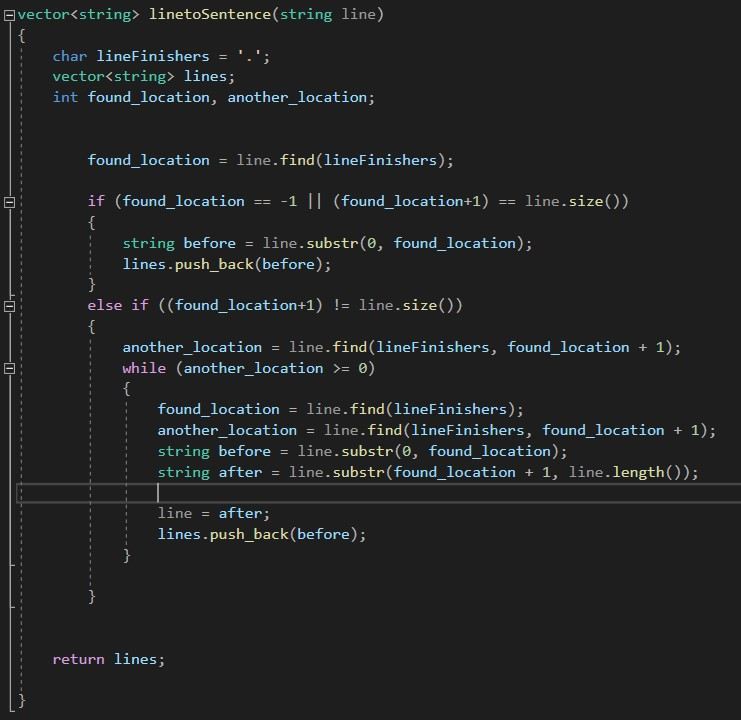 vector<string> linetoSentence(string line)
{
    char lineFinishers = '.';
    vector<string> lines;
    int found_location, another_location;

        found_location = line.find(lineFinishers);

        if (found_location == -1 || (found_location+1) == line.size())
        {
            string before = line.substr(0, found_location);
            lines.push_back(before);
        }
        else if ((found_location+1) != line.size())
        {
            another_location = line.find(lineFinishers, found_location + 1);
            while (another_location >= 0)
            {
                found_location = line.find(lineFinishers);
                another_location = line.find(lineFinishers, found_location + 1);
                string before = line.substr(0, found_location);
                string after = line.substr(found_location + 1, line.length());

                line = after;
                lines.push_back(before);
            }

        }

    return lines;

}